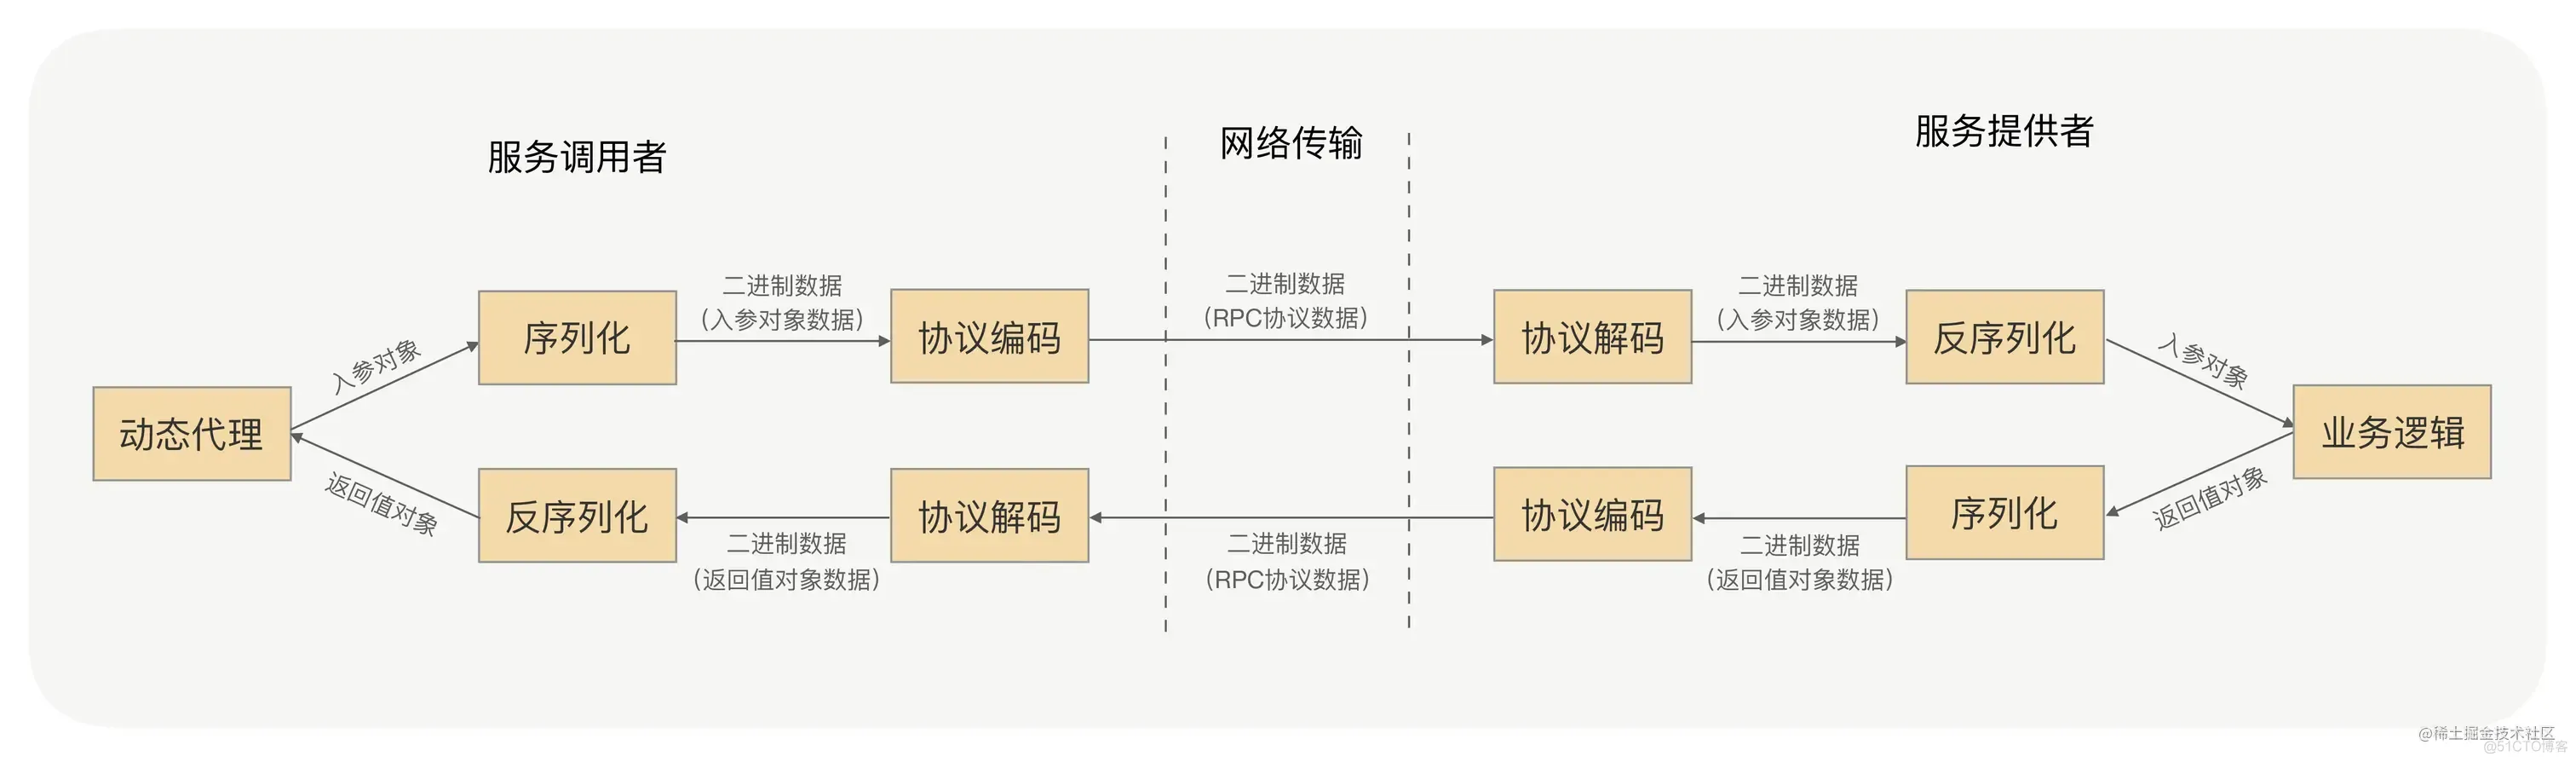 服务调用者
网络传输
服务提供者
二进制数据
(入参对象数据)
二进制数据
(RPC协议数据)
二进制数据
(入参对象数据)
序列化
协议编码
协议解码
反序列化
入参对象
入参对象
动态代理
业务逻辑
返回值对象
返回值对象
反序列化
协议解码
协议编码
序列化
二进制数据
(返回值对象数据)
二进制数据
(RPC协议数据)
二进制数据
(返回值对象数据)
@稀土掘金技术社区
@51CTO博客